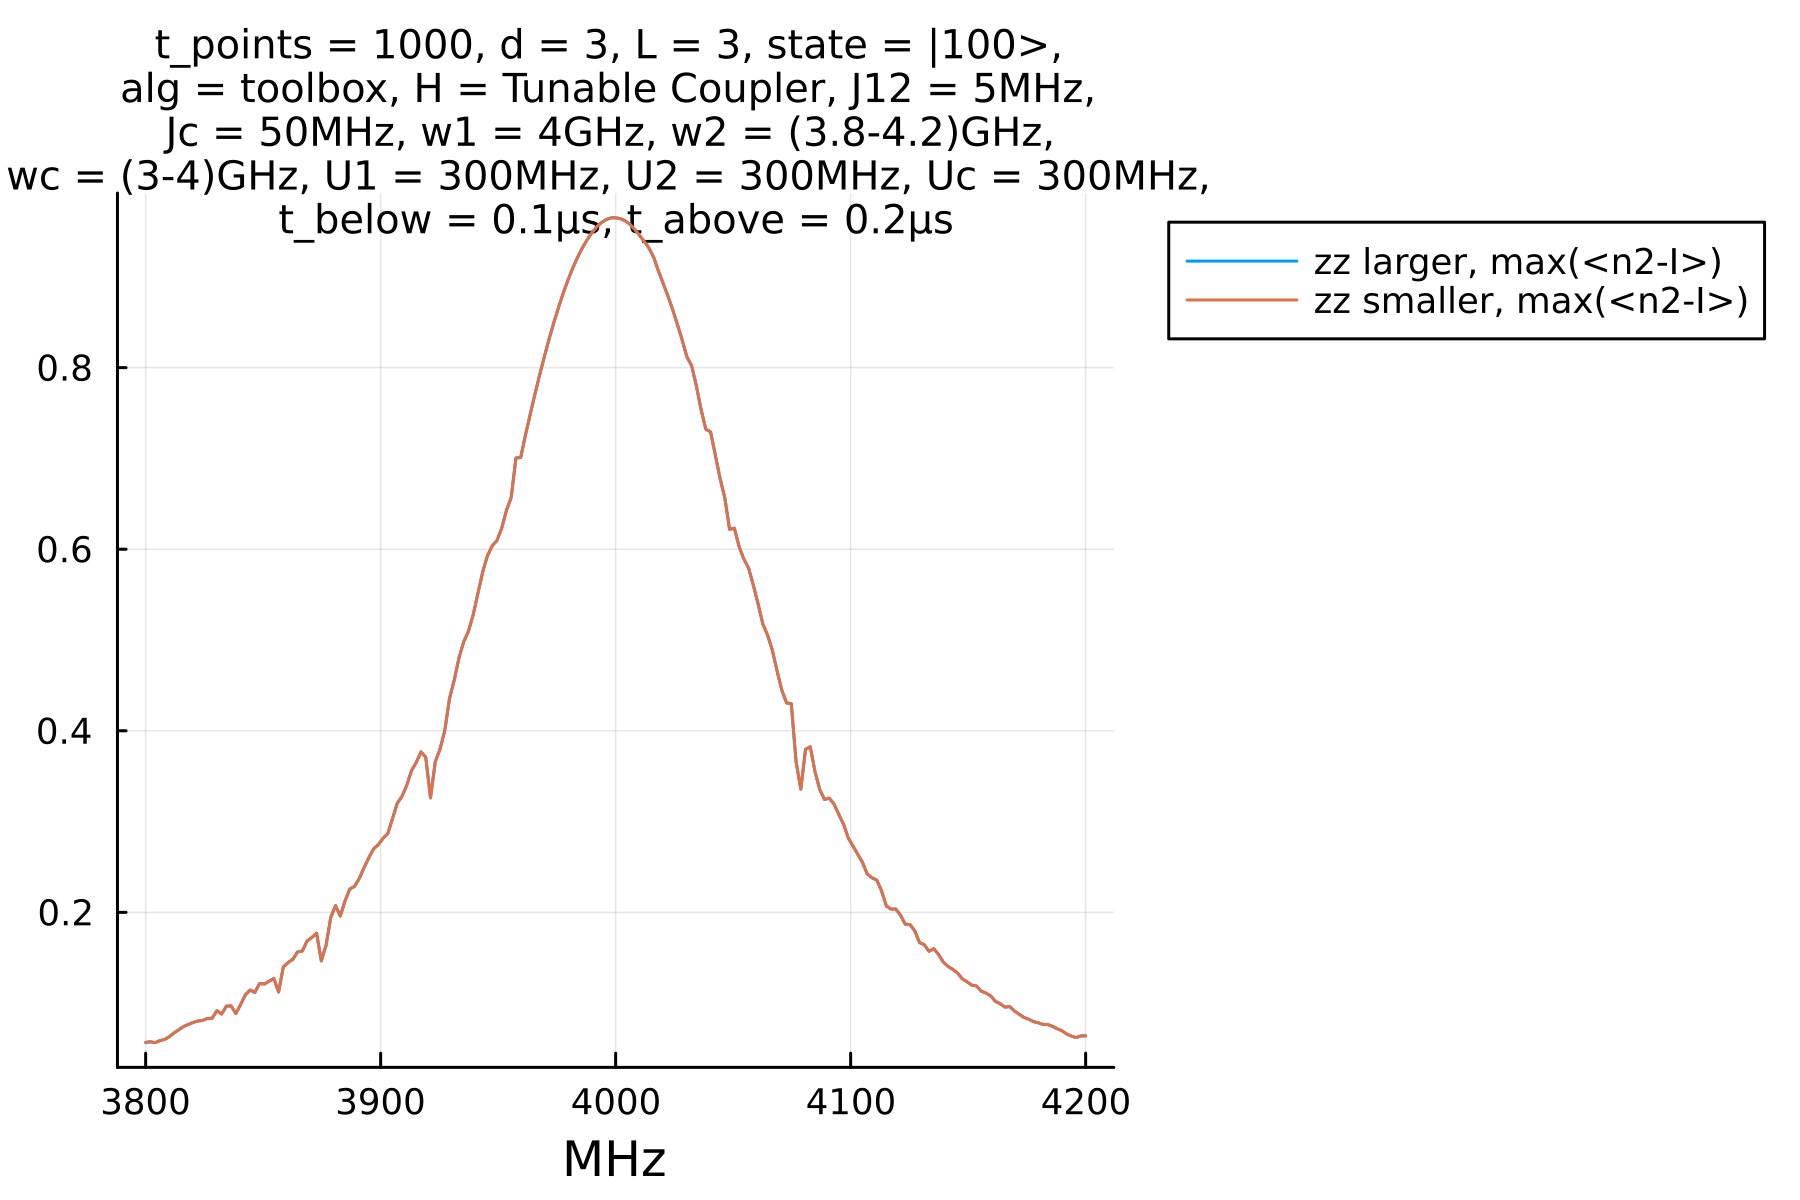 t_points = 1000, d = 3, L = 3, state = |100>,
alg = toolbox, H = Tunable Coupler, J12 = 5MHz,
Jc = 50MHz, w1 = 4GHz, w2 = (3.8-4.2)GHz,
wc = (3-4)GHz, U1 = 300MHz, U2 = 300MHz, Uc = 300MHz,
t_below = 0.1μs, t_above = 0.2μs
zz larger, max(<n2-I>)
zz smaller, max(<n2-I>)
0.8
0.6
0.4
0.2
3800 3900 4000 4100 4200
MHz